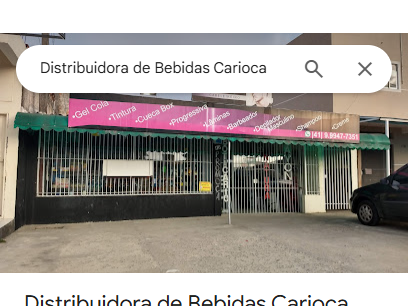 Distribuidora de Bebidas Carioca
•Gel Cola
•Tintura
•Cueca Box
•Progressiva
•Lâminas
•Barbeador
•Depilador
Masculino
•Shampoo
•Creme
(41) 9.9947-7351
Distribuidora de Bebidas Carioca